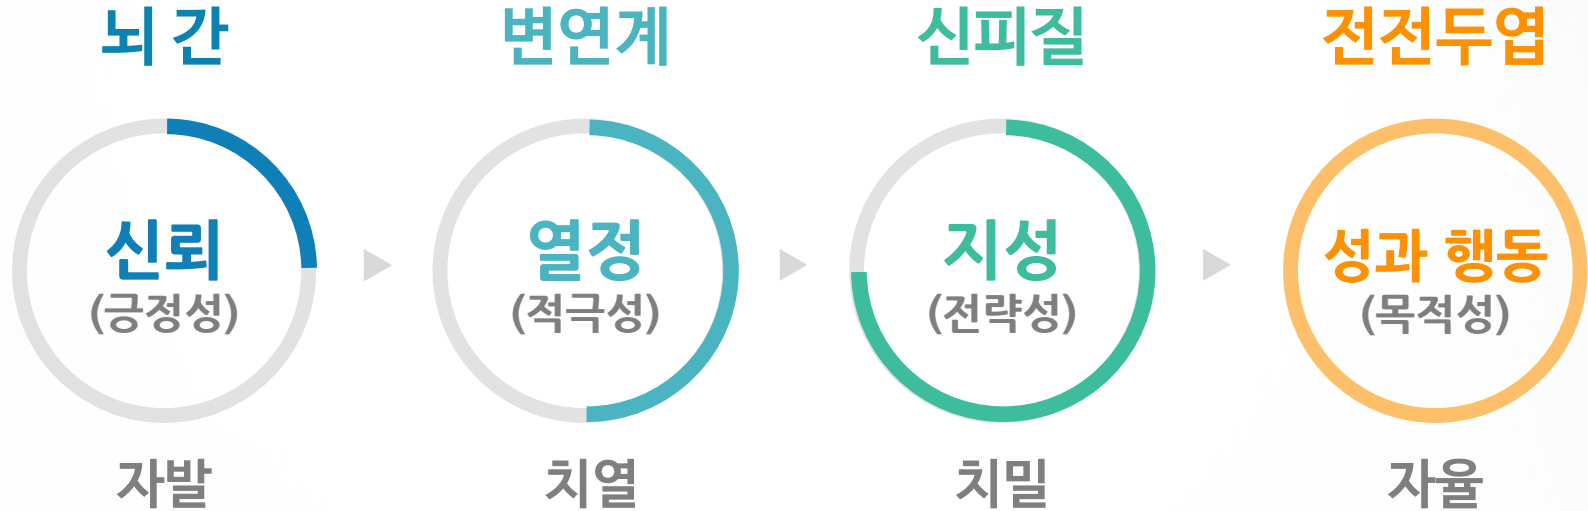 뇌 간
변연계
신피질
전전두엽
신뢰
(긍정성)
열정
(적극성)
지성
(전략성)
성과 행동
(목적성)
자발
치열
치밀
자율